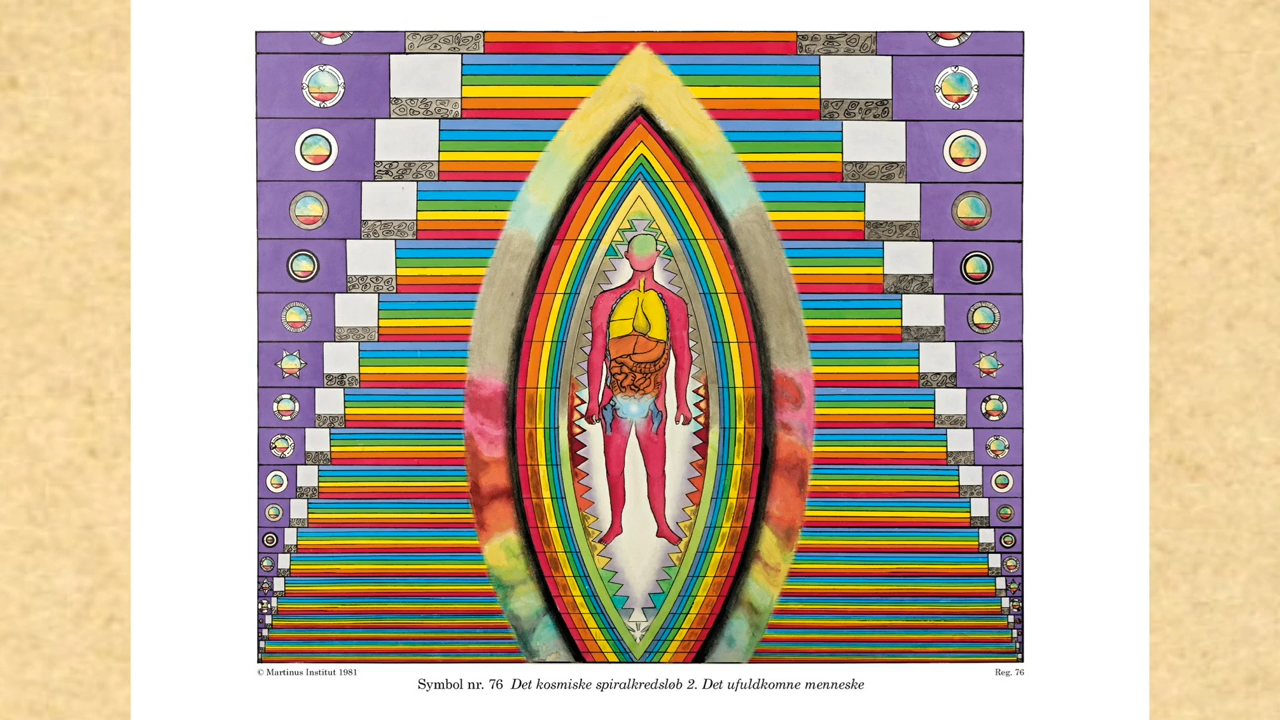 © Martinus Institut 1981
Reg. 76
Symbol nr. 76 Det kosmiske spiralkredsløb 2. Det ufuldkomne menneske